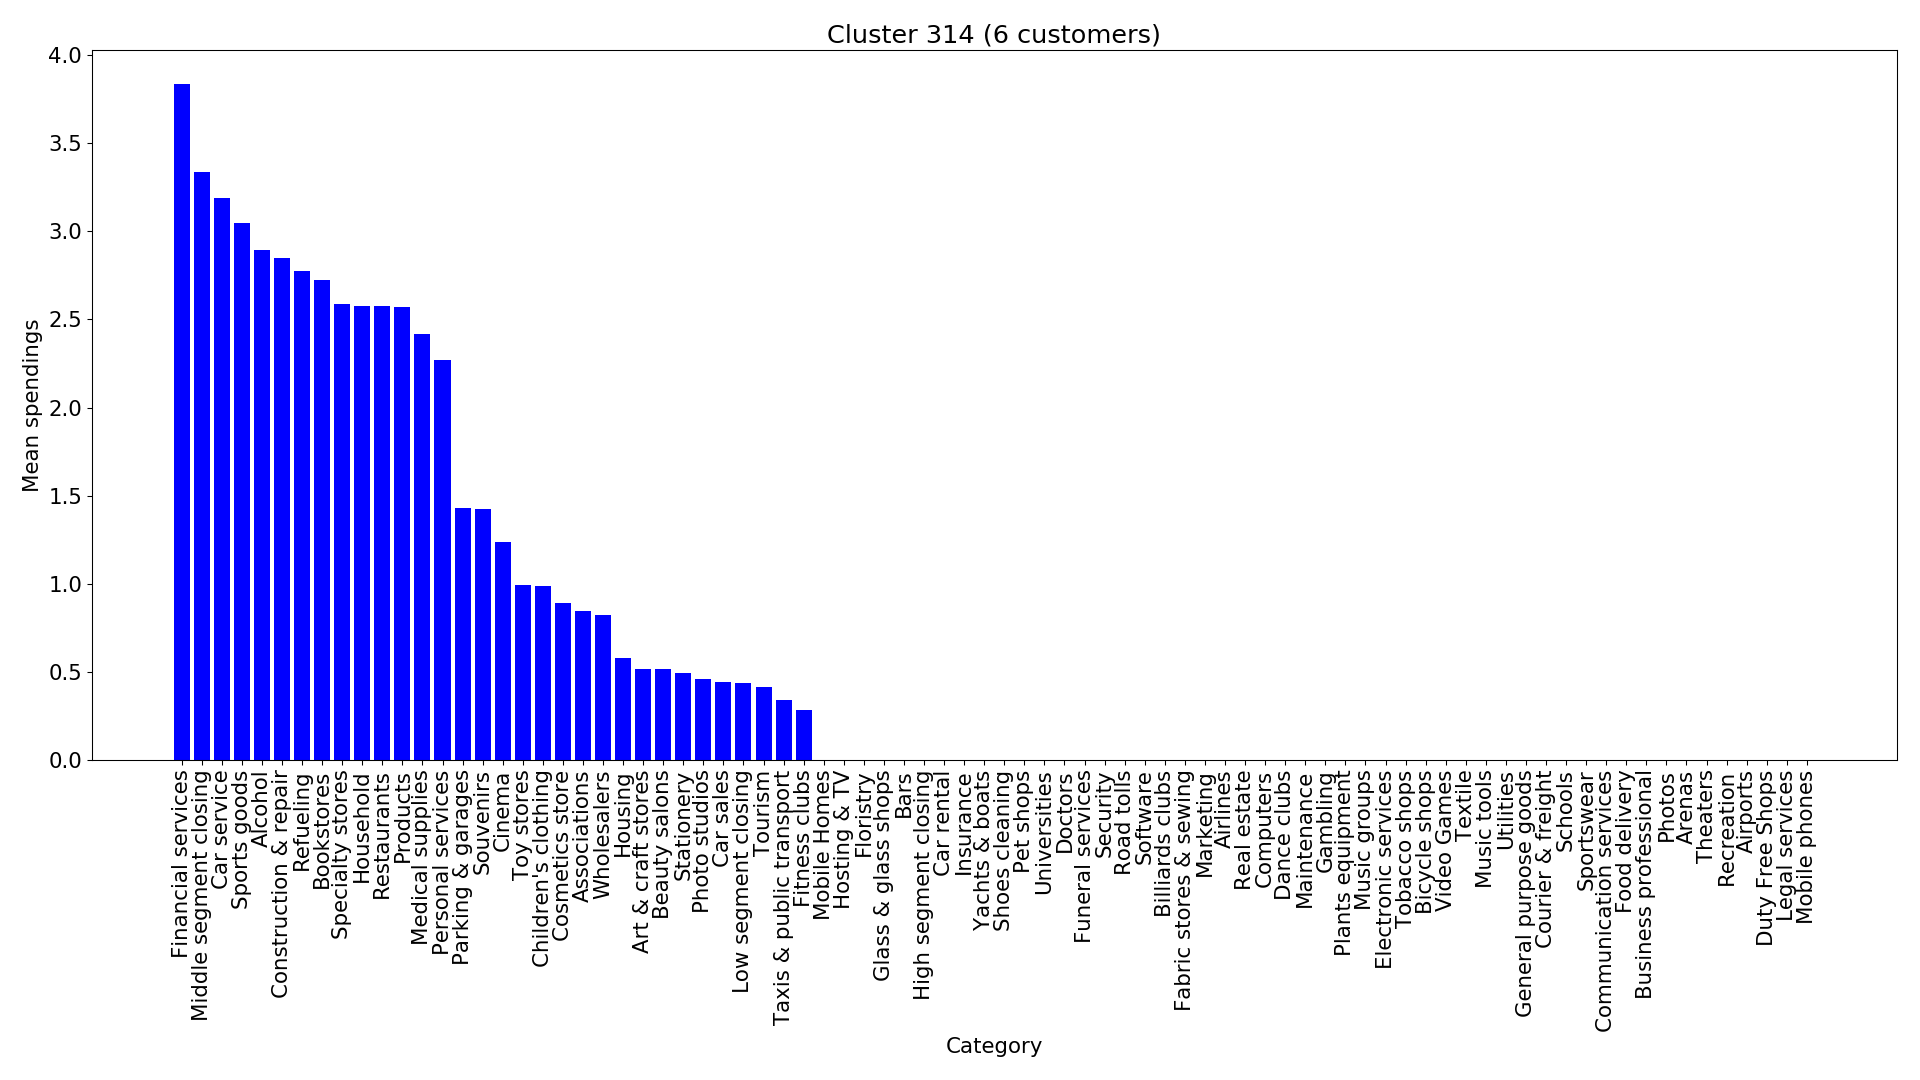 Cluster 314 (6 customers)
4.0
3.5
3.0
2.5
2.0
1.5
1.0
0.5
0.0
Mean spendings
Financial services
Middle segment closing
Car service
Sports goods
Alcohol
Construction & repair
Refueling
Bookstores
Specialty stores
Household
Restaurants
Products
Medical supplies
Personal services
Parking & garages
Souvenirs
Cinema
Toy stores
Children's clothing
Cosmetics store
Associations
Wholesalers
Housing
Art & craft stores
Beauty salons
Stationery
Photo studios
Car sales
Low segment closing
Tourism
Taxis & public transport
Fitness clubs
Mobile Homes
Hosting & TV
Floristry
Glass & glass shops
Bars
High segment closing
Car rental
Insurance
Yachts & boats
Shoes cleaning
Pet shops
Universities
Doctors
Funeral services
Security
Road tolls
Software
Billiards clubs
Fabric stores & sewing
Marketing
Airlines
Real estate
Computers
Dance clubs
Maintenance
Gambling
Plants equipment
Music groups
Electronic services
Tobacco shops
Bicycle shops
Video Games
Textile
Music tools
Utilities
General purpose goods
Courier & freight
Schools
Sportswear
Communication services
Food delivery
Business professional
Photos
Arenas
Theaters
Recreation
Airports
Duty Free Shops
Legal services
Mobile phones
Category